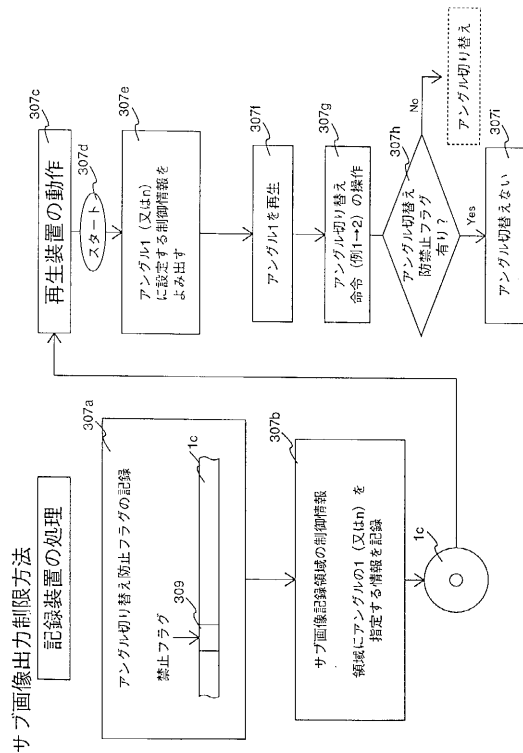 サブ画像出力制限方法
記録装置の処理
307a
アングル切り替え防止フラグの記録
禁止フラグ
309
1c
307b
サブ画像記録領域の制御情報
領域にアングルの1（又はn）を
指定する情報を記録
1c
再生装置の動作
307c
スタート
307d
アングル1（又はn）
に設定する制御情報を
よみ出す
307e
アングル1を再生
307f
アングル切り替え
命令（例1→2）の操作
307g
アングル切替え
防禁止フラグ
有り？
307h
No
アングル切り替え
Yes
アングル切替えない
307i